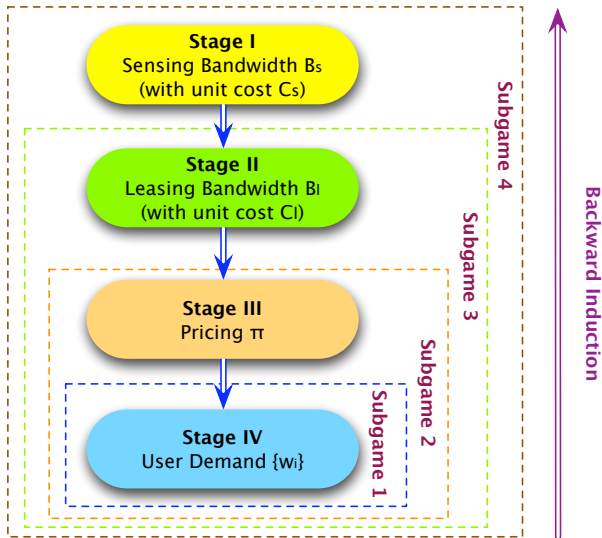 Stage I
Sensing Bandwidth Bs
(with unit cost Cs)
Stage II
Leasing Bandwidth Bl
(with unit cost Cl)
Stage III
Pricing π
Stage IV
User Demand {wi}
Subgame 1
Subgame 2
Subgame 3
Subgame 4
Backward Induction